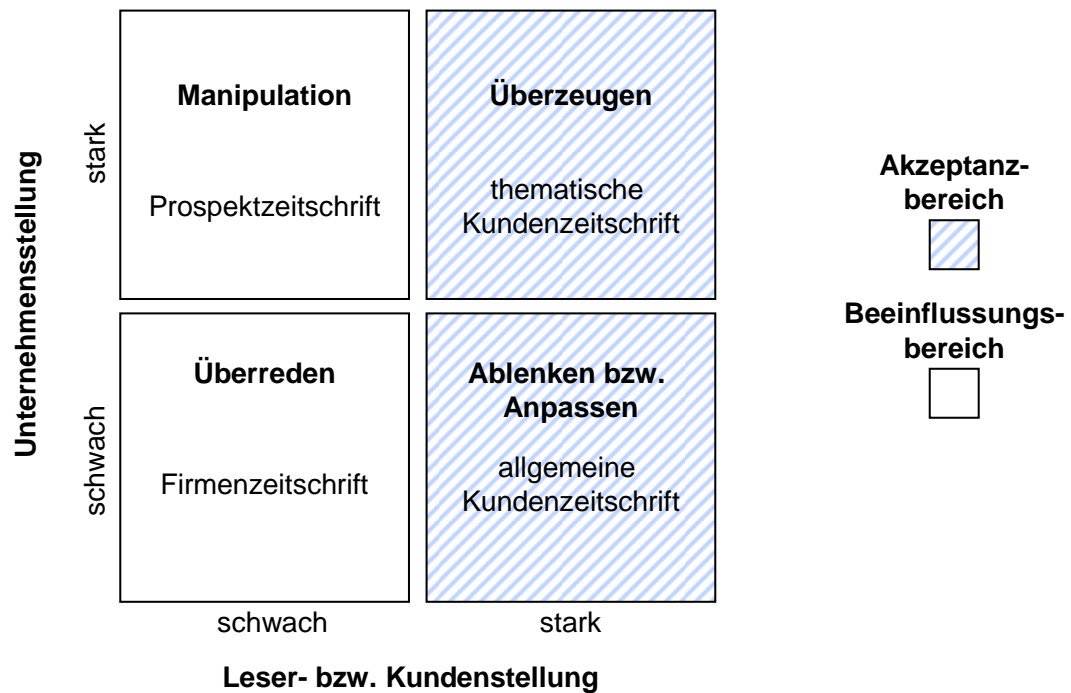 Unternehmensstellung
stark
schwach
Manipulation
Prospektzeitschrift
Überzeugen
thematische
Kundenzeitschrift
Überreden
Firmenzeitschrift
Ablenken bzw.
Anpassen
allgemeine
Kundenzeitschrift
schwach
stark
Leser- bzw. Kundenstellung
Akzeptanz-
bereich
Beeinflussungs-
bereich